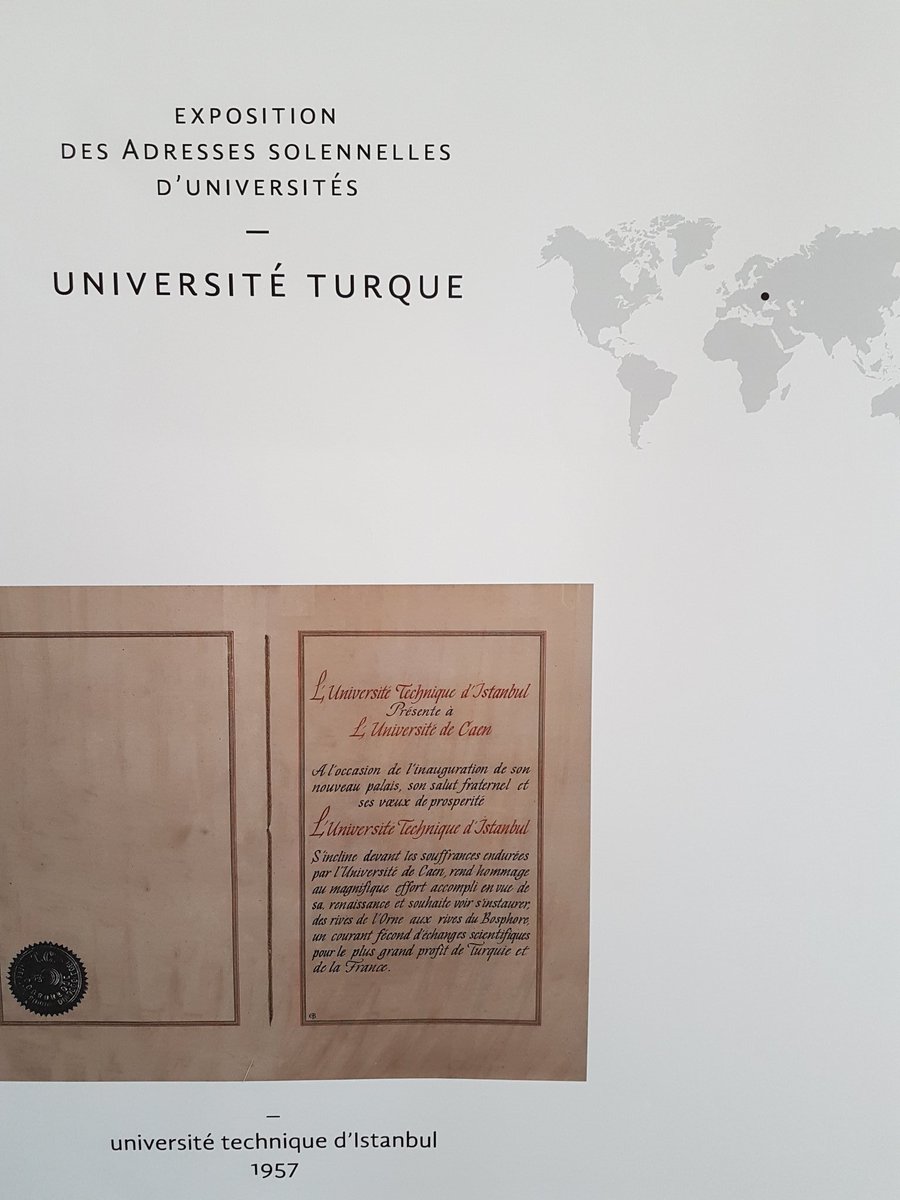 EXPOSITION
DES ADRESSES SOLENNELLES
D'UNIVERSITÉS
—
UNIVERSITÉ TURQUE
L'Université Technique d'Istanbul
Présente à
L'Université de Caen
A l'occasion de l'inauguration de son
nouveau palais, son salut fraternel et
ses vœux de prosperité
L'Université Technique d'İstanbul
S'incline devant les souffrances endurées
par l'Université de Caen, rend hommage
au magnifique effort accompli en vue de
sa renaissance et souhaite voir s'instaurer,
des rives de l'Orne aux rives du Bosphore,
un courant fécond d'échanges scientifiques
pour le plus grand profit de Turquie et
de la France.
—
université technique d'Istanbul
1957